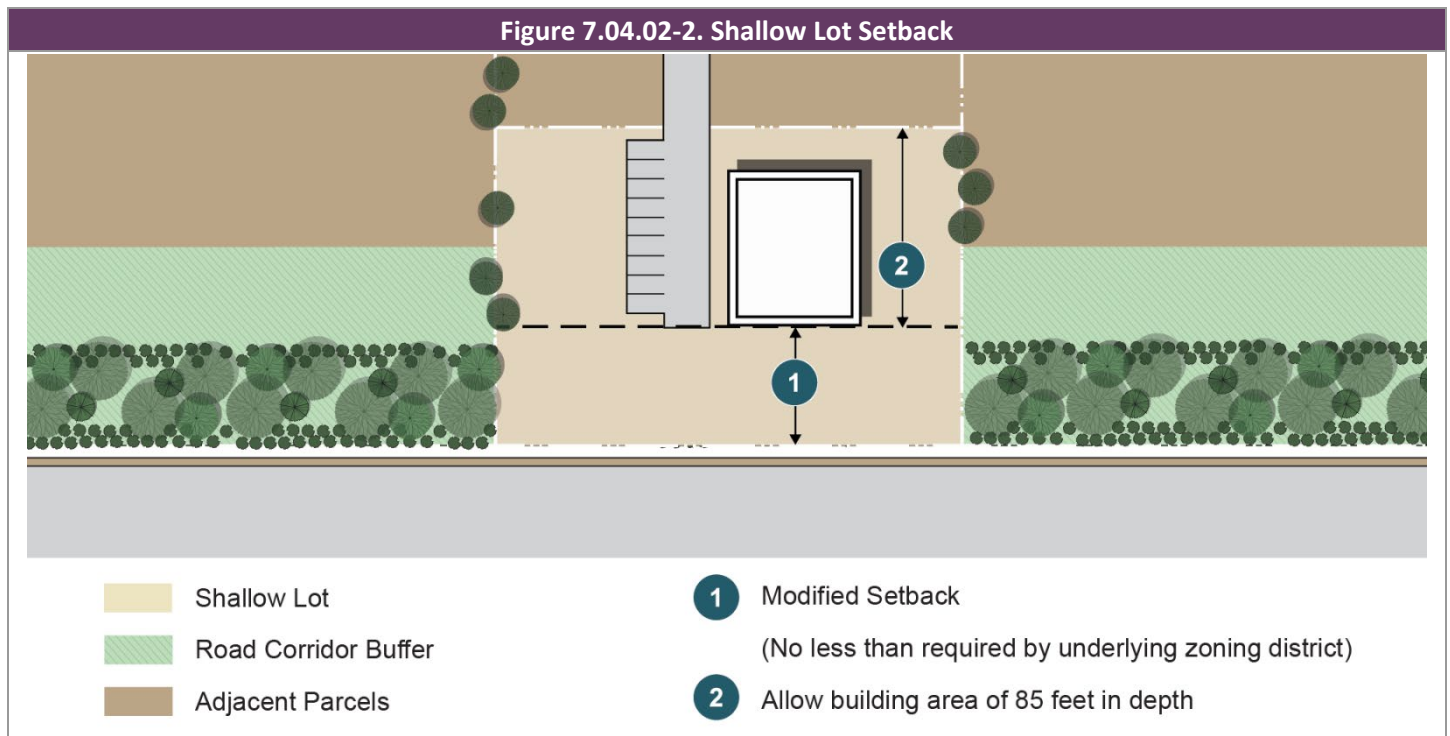 Figure 7.04.02-2. Shallow Lot Setback
2
1
Shallow Lot
Road Corridor Buffer
Adjacent Parcels
1 Modified Setback
(No less than required by underlying zoning district)
2 Allow building area of 85 feet in depth